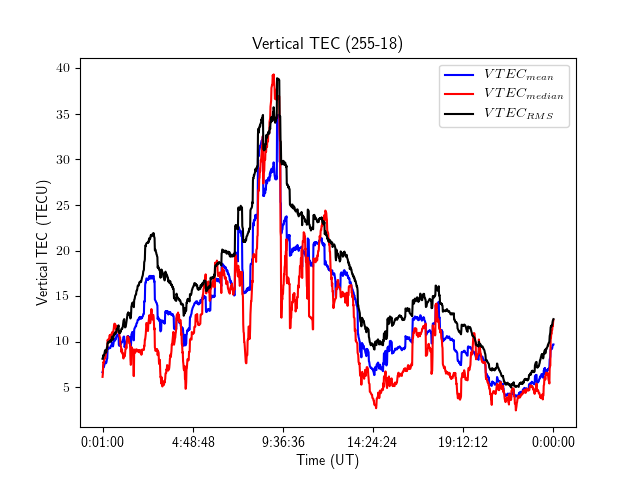 Vertical TEC (255-18)
VTEC_mean
VTEC_median
VTEC_RMS
Vertical TEC (TECU)
40
35
30
25
20
15
10
5
0:01:00 4:48:48 9:36:36 14:24:24 19:12:12 0:00:00
Time (UT)